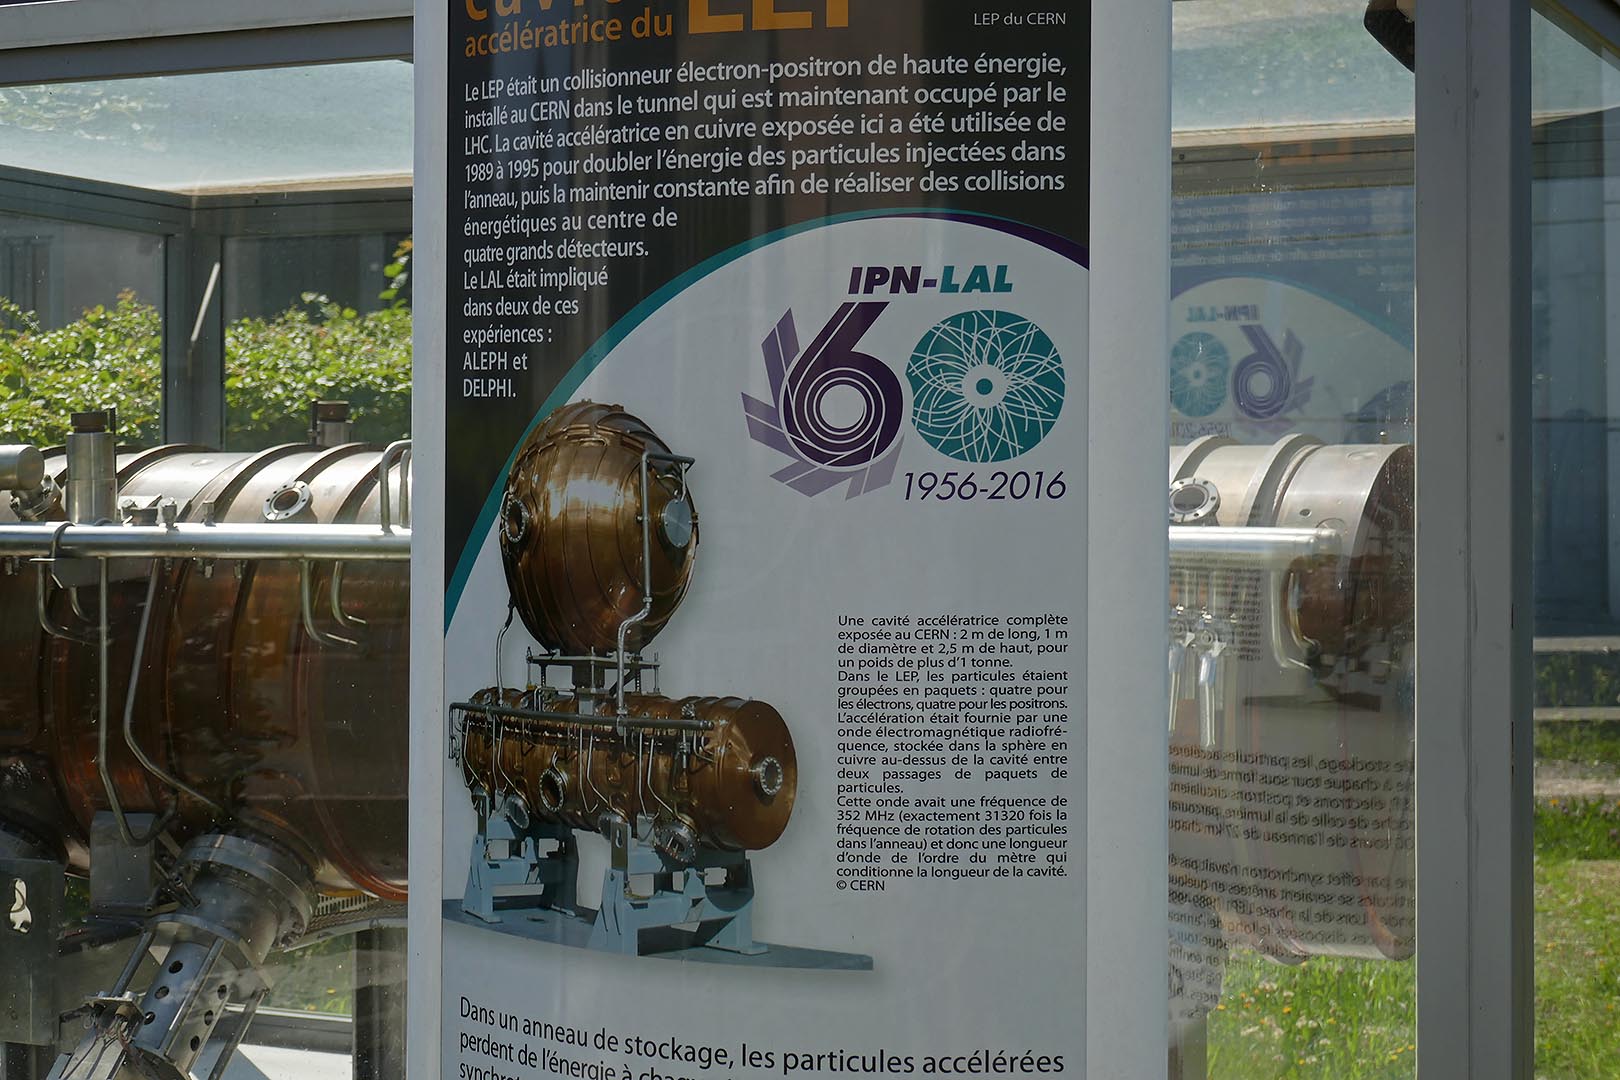 accélératrice du LEP
LEP du CERN
Le LEP était un collisionneur électron-positron de haute énergie,
installé au CERN dans le tunnel qui est maintenant occupé par le
LHC. La cavité accélératrice en cuivre exposée ici a été utilisée de
1989 à 1995 pour doubler l'énergie des particules injectées dans
l'anneau, puis la maintenir constante afin de réaliser des collisions
énergétiques au centre de
quatre grands détecteurs.
Le LAL était impliqué
dans deux de ces
expériences :
ALEPH et
DELPHI.
IPN-LAL
60
1956-2016
Une cavité accélératrice complète
exposée au CERN : 2 m de long, 1 m
de diamètre et 2,5 m de haut, pour
un poids de plus d'1 tonne.
Dans le LEP, les particules étaient
groupées en paquets : quatre pour
les électrons, quatre pour les positrons.
L'accélération était fournie par une
onde électromagnétique radiofré-
quence, stockée dans la sphère en
cuivre au-dessus de la cavité entre
deux passages de paquets de
particules.
Cette onde avait une fréquence de
352 MHz (exactement 31320 fois la
fréquence de rotation des particules
dans l'anneau) et donc une longueur
d'onde de l'ordre du mètre qui
conditionne la longueur de la cavité.
© CERN
Dans un anneau de stockage, les particules accélérées
perdent de l'énergie à